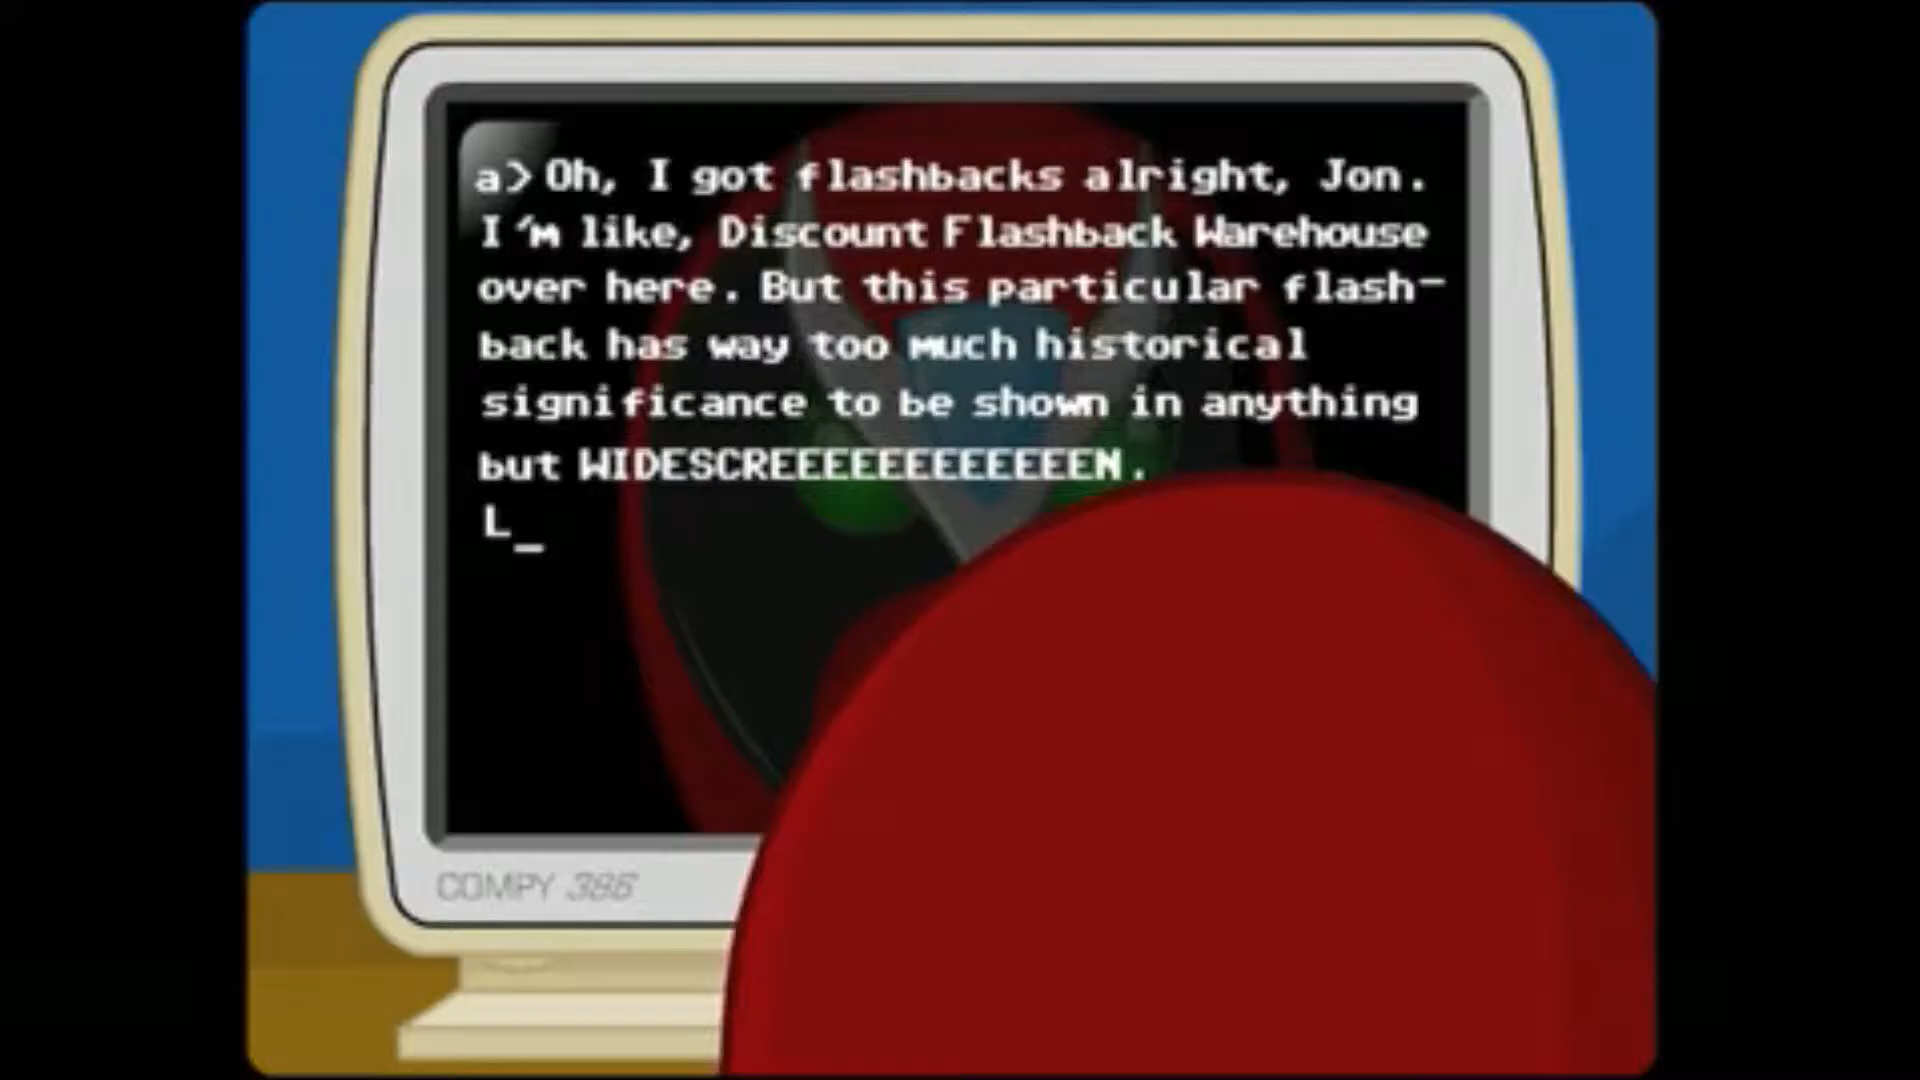 a>Oh, I got flashbacks alright, Jon.
I'm like, Discount Flashback Warehouse
over here. But this particular flash-
back has way too much historical
significance to be shown in anything
but WIDESCREEEEEEEEEEEEEN.
L_
COMPY 386